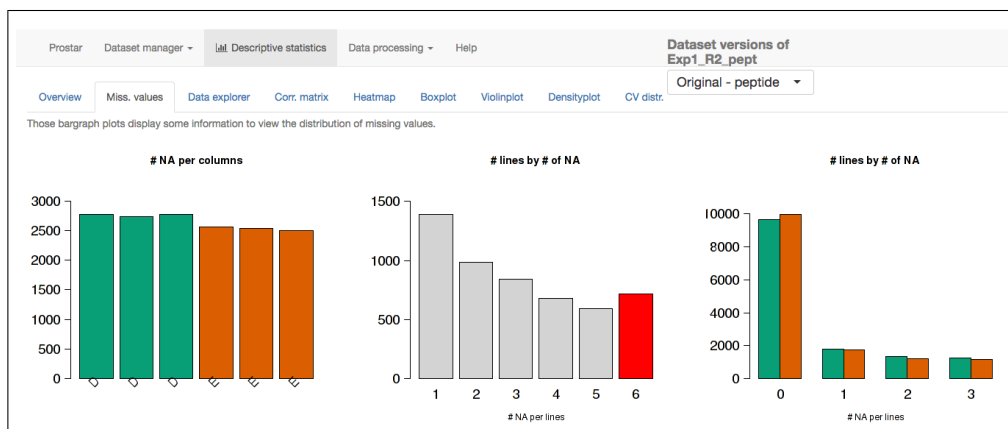 Prostar Dataset manager Descriptive statistics Data processing Help
Dataset versions of
Exp1_R2_pept
Original - peptide
Overview Miss. values Data explorer Corr. matrix Heatmap Boxplot Violinplot Densityplot CV distr.
Those bargraph plots display some information to view the distribution of missing values.
# NA per columns
3000
2500
2000
1500
1000
500
0
D D D E E E
# lines by # of NA
1500
1000
500
0
1 2 3 4 5 6
# NA per lines
# lines by # of NA
10000
8000
6000
4000
2000
0
0 1 2 3
# NA per lines